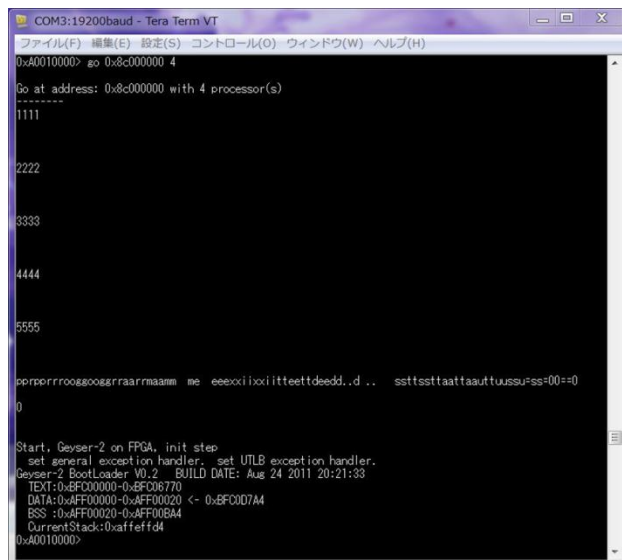 COM3:19200baud - Tera Term VT
ファイル(F) 編集(E) 設定(S) コントロール(O) ウィンドウ(W) ヘルプ(H)
0xA0010000> go 0x8c000000 4
Go at address: 0x8c000000 with 4 processor(s)
--------
1111
2222
3333
4444
5555
pprpprrrooggooggrraarrmaamm me eeexxiixxiitteettdeedd..d .. ssttssttaattaauttuussu=ss=00==0
0
Start, Geyser-2 on FPGA, init step
set general exception handler. set UTLB exception handler.
Geyser-2 BootLoader V0.2 BUILD DATE: Aug 24 2011 20:21:33
TEXT:0xBFC00000-0xBFC06770
DATA:0xAFF00000-0xAFF00020 <- 0xBFC0D7A4
BSS :0xAFF00020-0xAFF00BA4
CurrentStack:0xaffeffd4
0xA0010000>